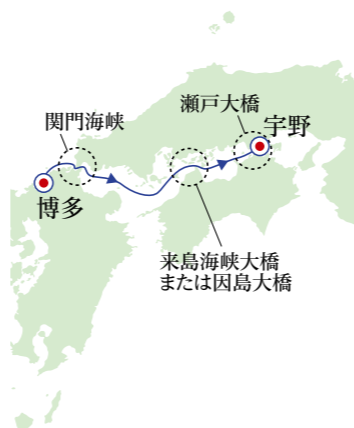 瀬戸大橋
宇野
関門海峡
博多
来島海峡大橋
または因島大橋